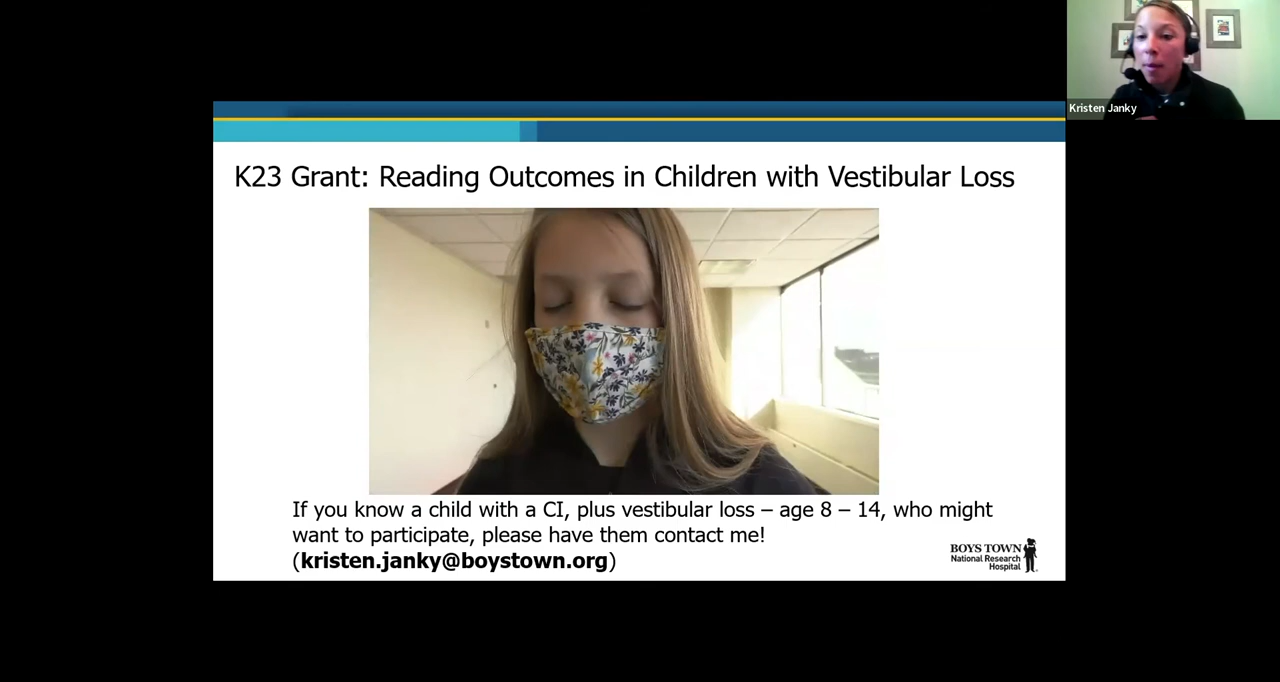 Kristen Janky
K23 Grant: Reading Outcomes in Children with Vestibular Loss
If you know a child with a CI, plus vestibular loss – age 8 – 14, who might
want to participate, please have them contact me!
(kristen.janky@boystown.org)
BOYS TOWN
National Research
Hospital